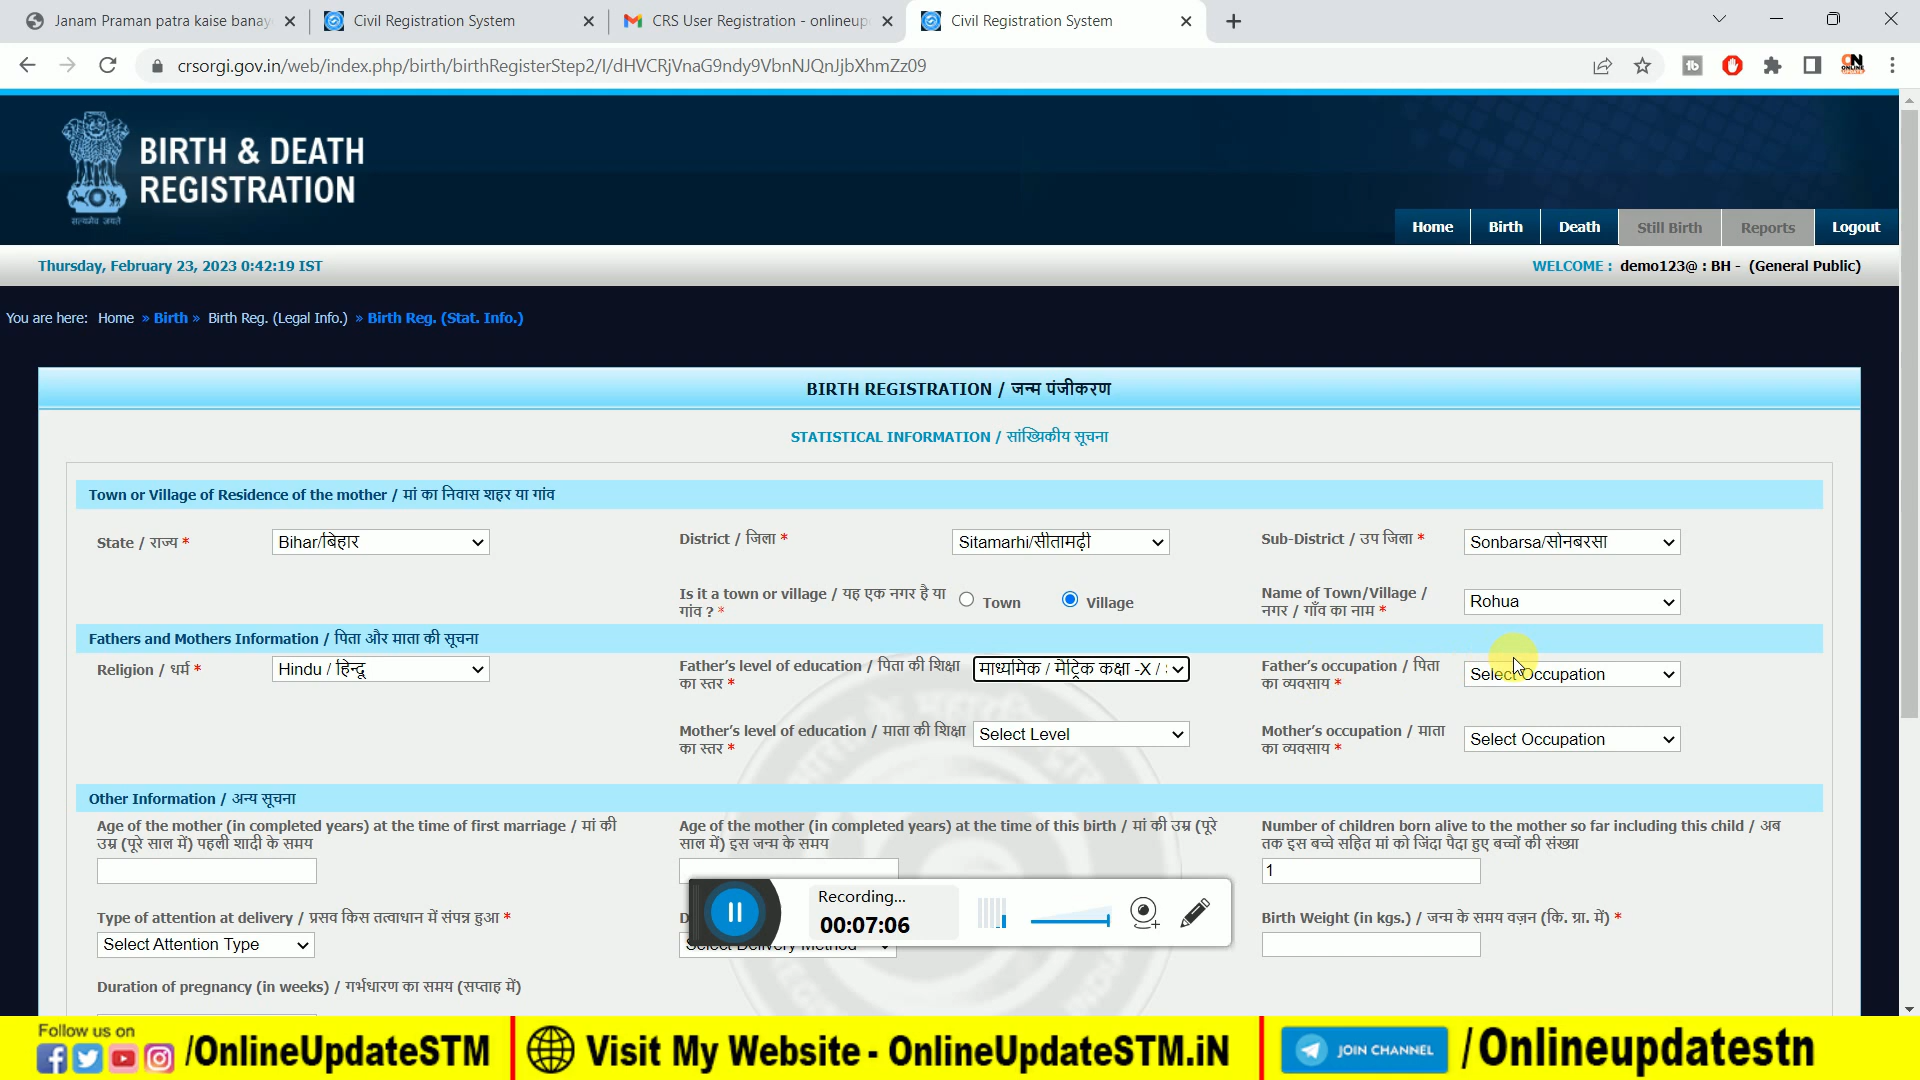 Janam Praman patra kaise banay
Civil Registration System
CRS User Registration - onlineup
Civil Registration System
crsorgi.gov.in/web/index.php/birth/birthRegisterStep2/I/dHVCRjVnaG9ndy9VbnNJQnJjbXhmZz09
BIRTH & DEATH
REGISTRATION
सत्यमेव जयते
Home Birth Death Still Birth Reports Logout
Thursday, February 23, 2023 0:42:19 IST
WELCOME : demo123@ : BH - (General Public)
You are here: Home » Birth » Birth Reg. (Legal Info.) » Birth Reg. (Stat. Info.)
BIRTH REGISTRATION / जन्म पंजीकरण
STATISTICAL INFORMATION / सांख्यिकीय सूचना
Town or Village of Residence of the mother / मां का निवास शहर या गांव
State / राज्य * Bihar/बिहार
District / जिला * Sitamarhi/सीतामढ़ी
Sub-District / उप जिला * Sonbarsa/सोनबरसा
Is it a town or village / यह एक नगर है या
गांव ? * Town Village
Name of Town/Village /
नगर / गाँव का नाम * Rohua
Fathers and Mothers Information / पिता और माता की सूचना
Religion / धर्म * Hindu / हिन्दू
Father's level of education / पिता की शिक्षा
का स्तर * माध्यमिक / मैट्रिक कक्षा -X /
Father's occupation / पिता
का व्यवसाय * Select Occupation
Mother's level of education / माता की शिक्षा
का स्तर * Select Level
Mother's occupation / माता
का व्यवसाय * Select Occupation
Other Information / अन्य सूचना
Age of the mother (in completed years) at the time of first marriage / मां की
उम्र (पूरे साल में) पहली शादी के समय
Age of the mother (in completed years) at the time of this birth / मां की उम्र (पूरे
साल में) इस जन्म के समय
Number of children born alive to the mother so far including this child / अब
तक इस बच्चे सहित मां को जिंदा पैदा हुए बच्चों की संख्या
1
Type of attention at delivery / प्रसव किस तत्वाधान में संपन्न हुआ *
Select Attention Type
Select Delivery Method
Birth Weight (in kgs.) / जन्म के समय वज़न (कि. ग्रा. में) *
Recording...
00:07:06
Duration of pregnancy (in weeks) / गर्भधारण का समय (सप्ताह में)
Follow us on
/OnlineUpdateSTM
Visit My Website - OnlineUpdateSTM.iN
JOIN CHANNEL
/Onlineupdatestn